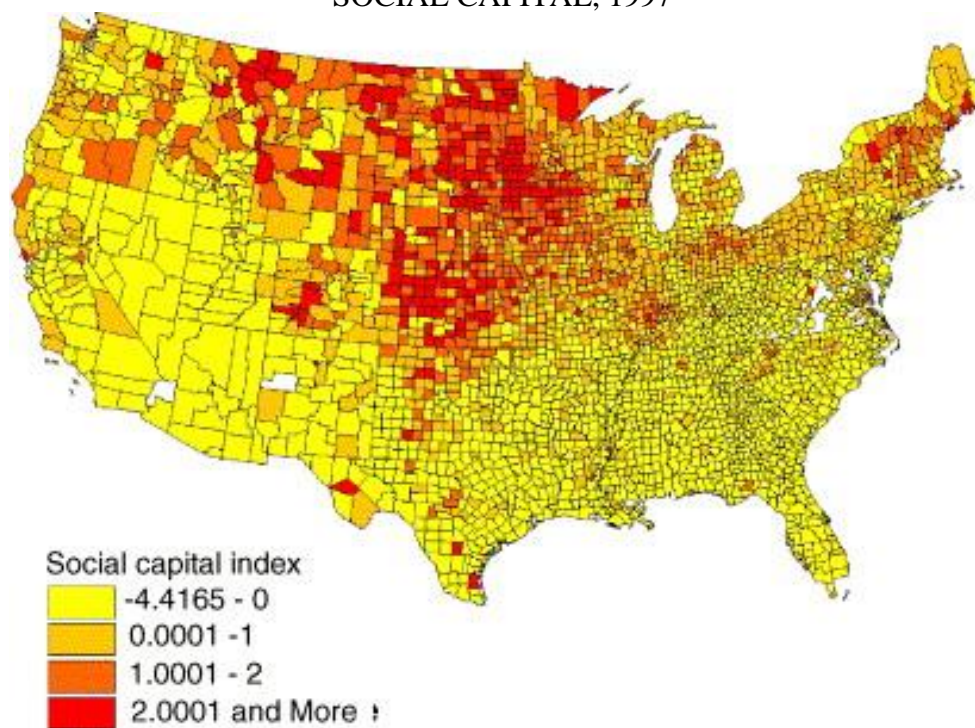 SOCIAL CAPITAL, 1997
Social capital index
-4.4165 - 0
0.0001 -1
1.0001 - 2
2.0001 and More